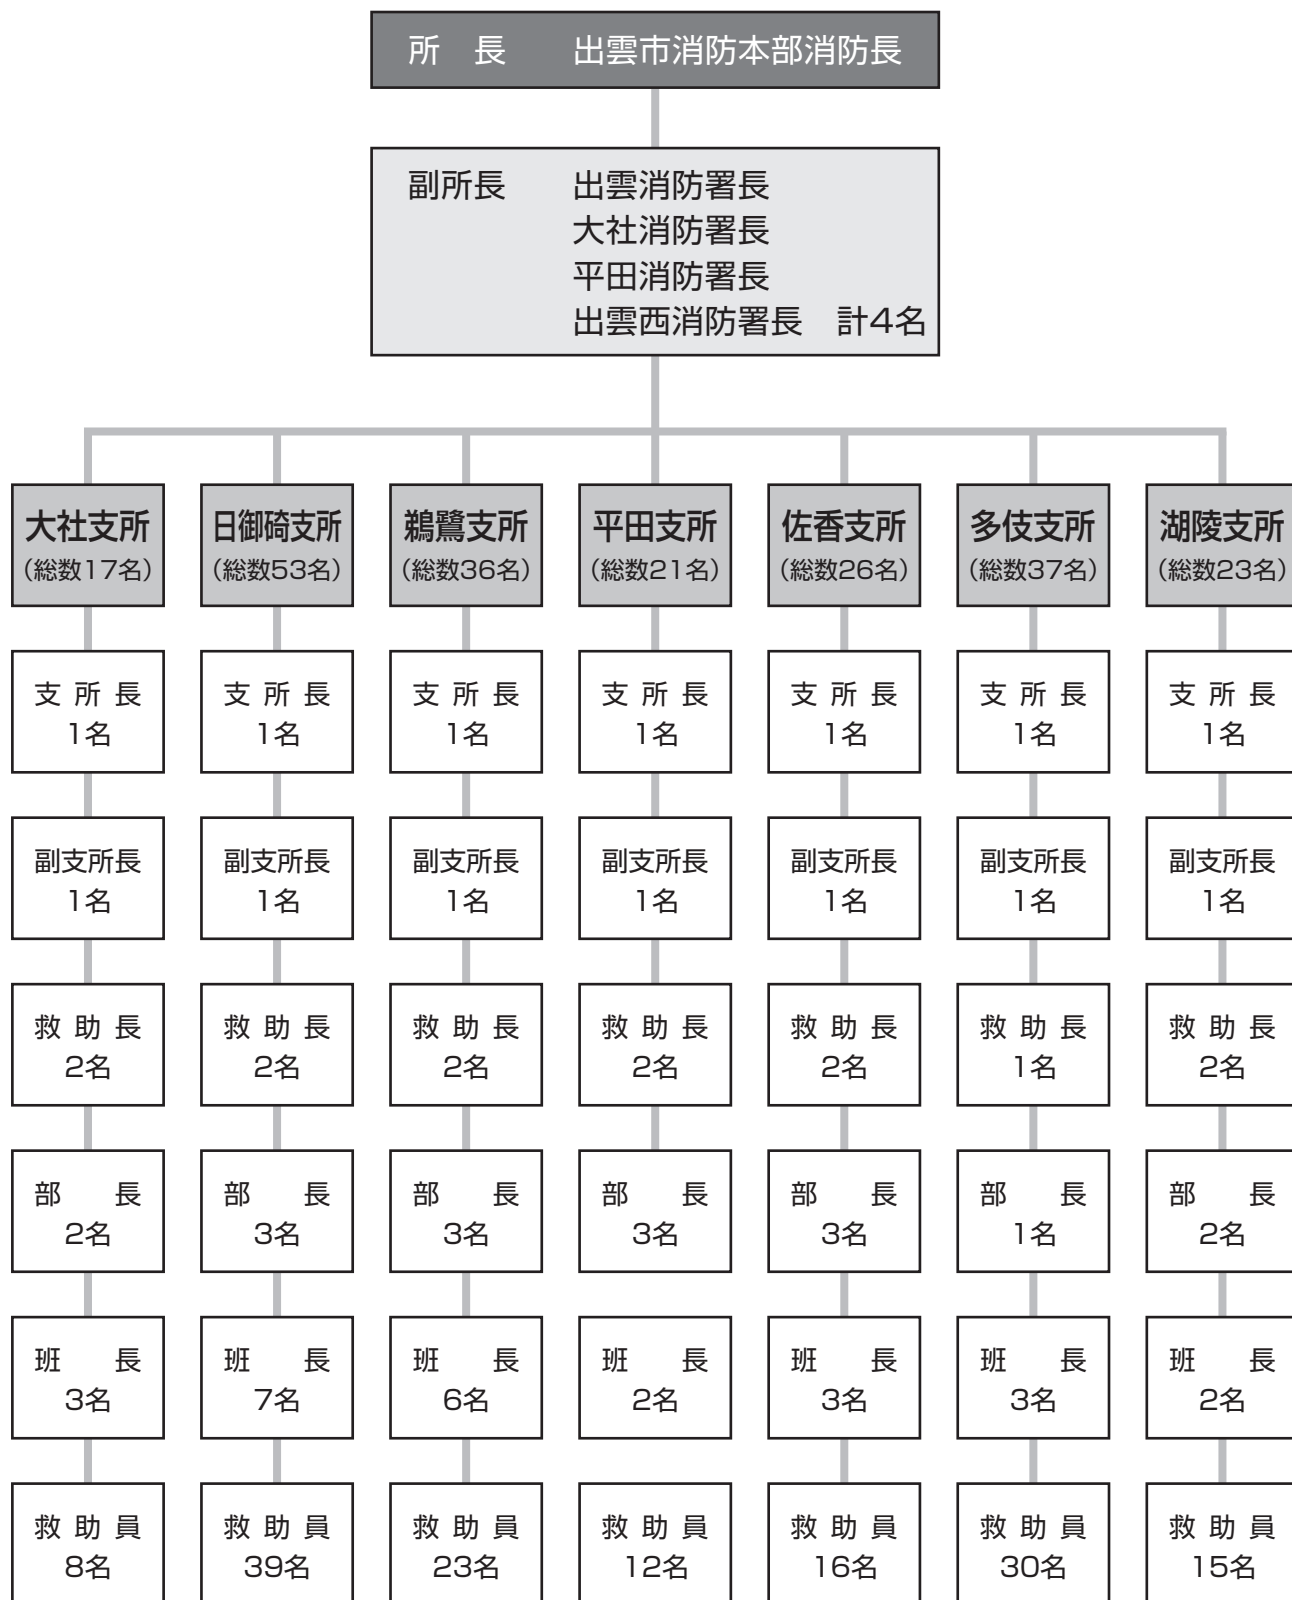 所　長　出雲市消防本部消防長
副所長　出雲消防署長
大社消防署長
平田消防署長
出雲西消防署長　計4名
大社支所
（総数17名）
支所長
1名
副支所長
1名
救助長
2名
部　長
2名
班　長
3名
救助員
8名
日御碕支所
（総数53名）
支所長
1名
副支所長
1名
救助長
2名
部　長
3名
班　長
7名
救助員
39名
鵜鷺支所
（総数36名）
支所長
1名
副支所長
1名
救助長
2名
部　長
3名
班　長
6名
救助員
23名
平田支所
（総数21名）
支所長
1名
副支所長
1名
救助長
2名
部　長
3名
班　長
2名
救助員
12名
佐香支所
（総数26名）
支所長
1名
副支所長
1名
救助長
2名
部　長
3名
班　長
3名
救助員
16名
多伎支所
（総数37名）
支所長
1名
副支所長
1名
救助長
1名
部　長
1名
班　長
3名
救助員
30名
湖陵支所
（総数23名）
支所長
1名
副支所長
1名
救助長
2名
部　長
2名
班　長
2名
救助員
15名